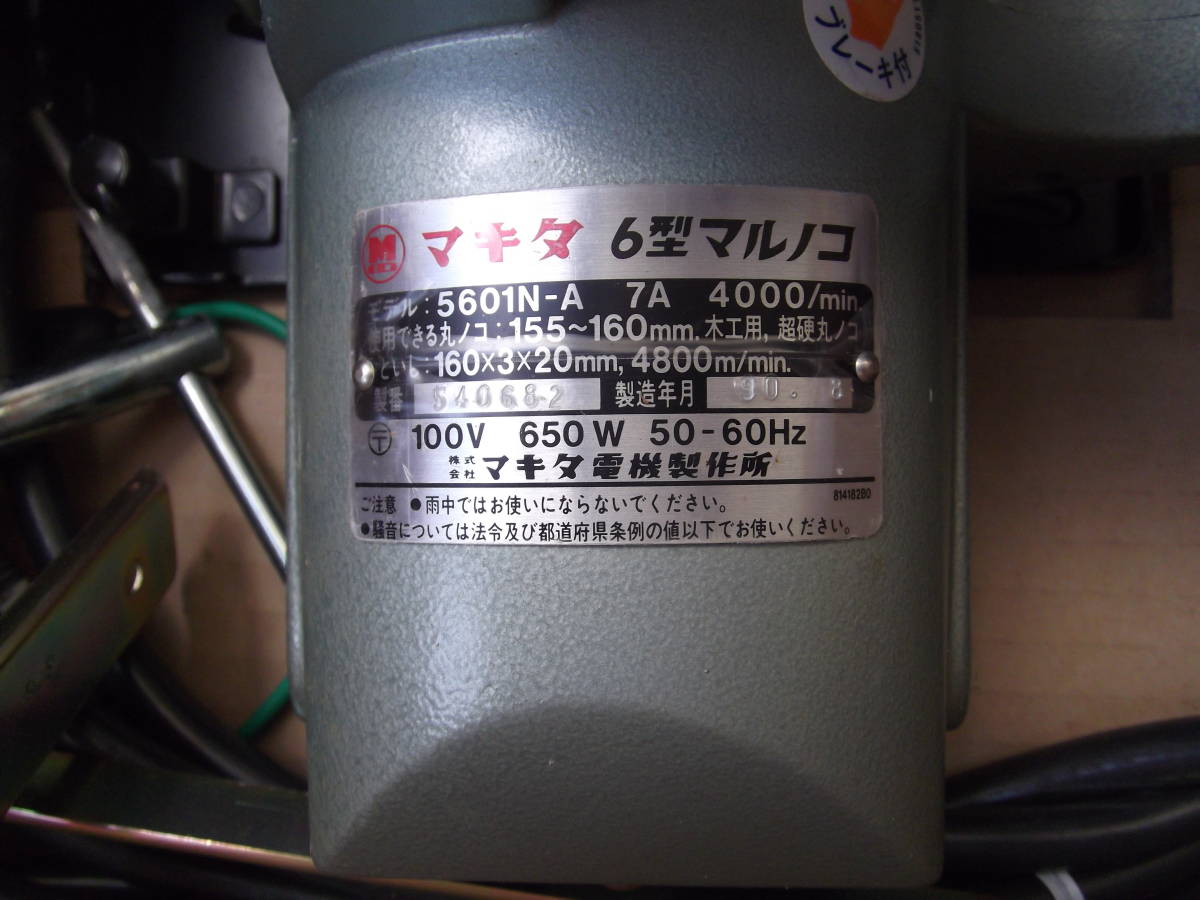 ブレーキ付
マキタ 6型マルノコ
モデル:5601N-A 7A 4000/min
使用できる丸ノコ:155~160mm. 木工用, 超硬丸ノコ
といし:160×3×20mm, 4800m/min.
製番 540682 製造年月 90. 8
〒 100V 650W 50-60Hz
株式会社 マキタ電機製作所
81418280
ご注意 ●雨中ではお使いにならないでください。
●騒音については法令及び都道府県条例の値以下でお使いください。